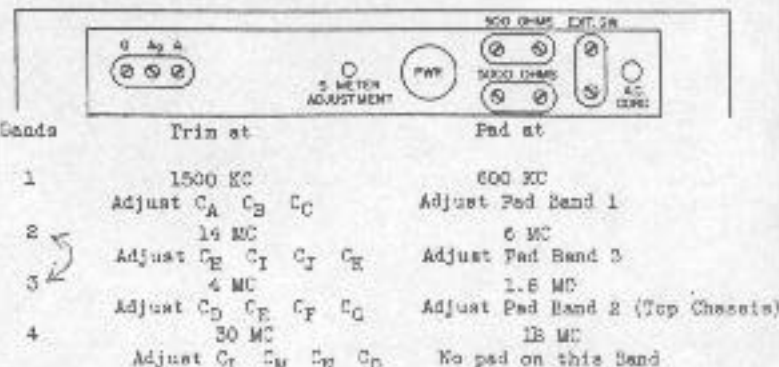 500 OHMS EXT. SW
G Ag A
S. METER
ADJUSTMENT
PWR
5000 OHMS
A.C.
CORD
Bands Trim at Pad at
1 1500 KC 600 KC
Adjust CA CB CC Adjust Pad Band 1
2 14 MC 6 MC
Adjust CH CI CJ CK Adjust Pad Band 3
3 4 MC 1.8 MC
Adjust CD CE CF CG Adjust Pad Band 2 (Top Chassis)
4 30 MC 18 MC
Adjust CL CM CN CO No pad on this Band